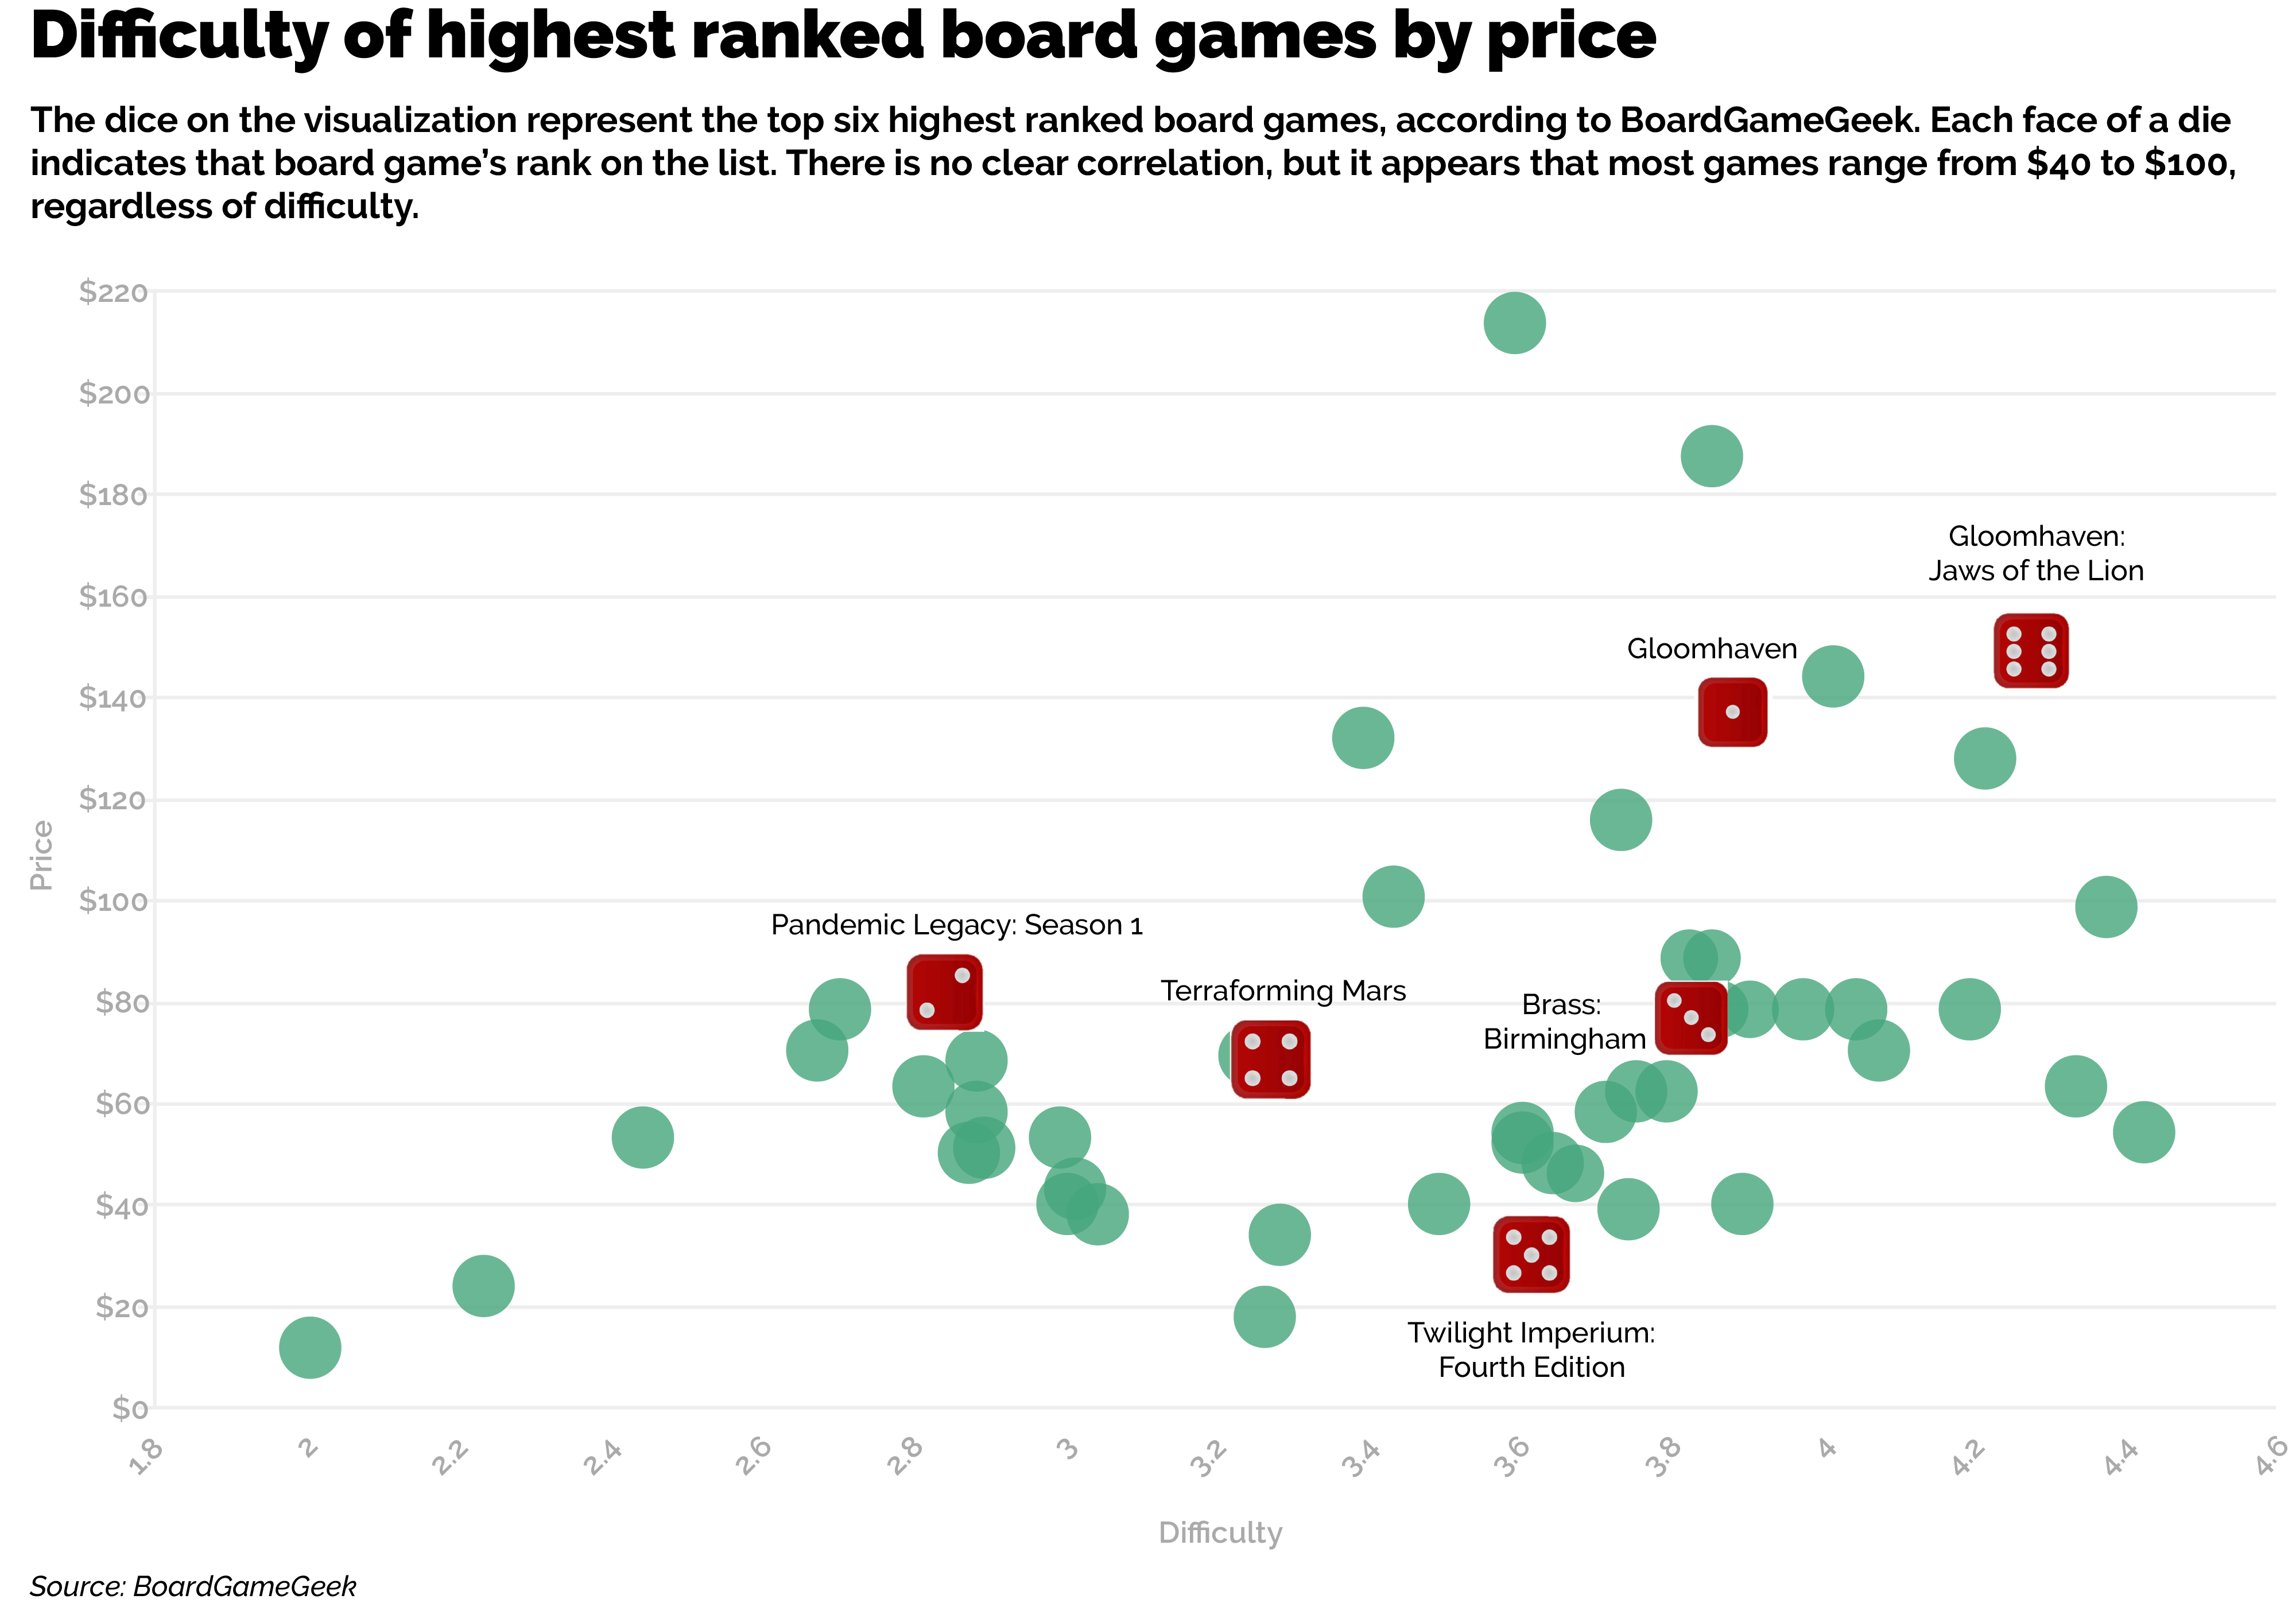 Difficulty of highest ranked board games by price
The dice on the visualization represent the top six highest ranked board games, according to BoardGameGeek. Each face of a die
indicates that board game’s rank on the list. There is no clear correlation, but it appears that most games range from $40 to $100,
regardless of difficulty.
$220
$200
$180
Gloomhaven:
Jaws of the Lion
$160
Gloomhaven
$140
$120
Price
$100
Pandemic Legacy: Season 1
$80
Terraforming Mars
Brass:
Birmingham
$60
$40
$20
Twilight Imperium:
Fourth Edition
$0
1.8 2 2.2 2.4 2.6 2.8 3 3.2 3.4 3.6 3.8 4 4.2 4.4 4.6
Difficulty
Source: BoardGameGeek